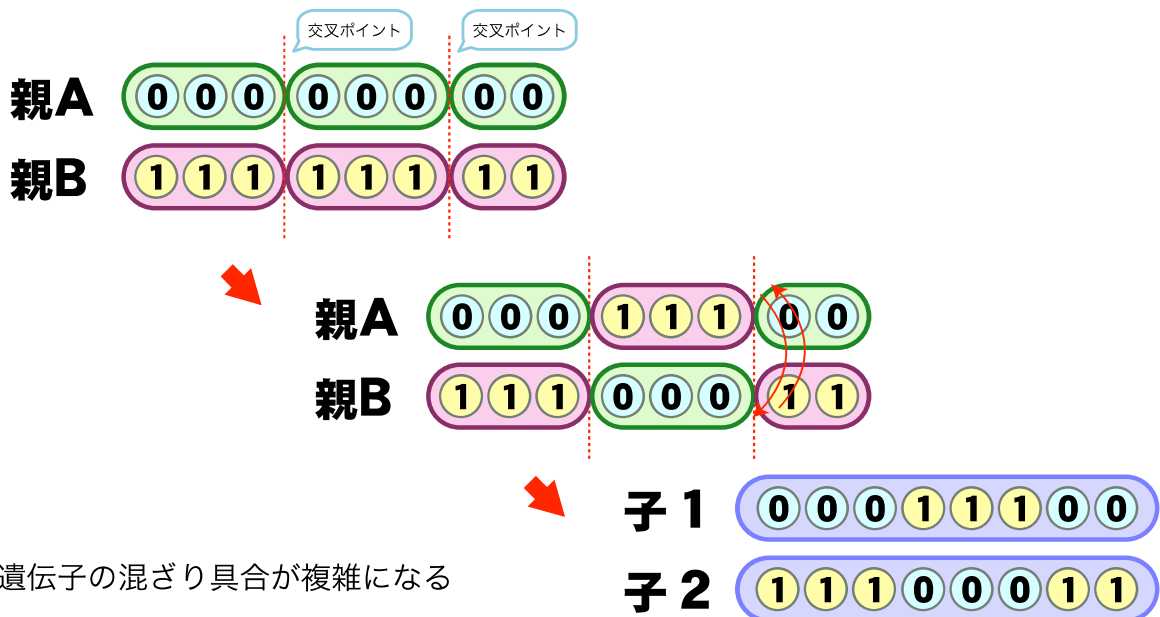 交叉ポイント 交叉ポイント
親A 0 0 0 0 0 0 0 0
親B 1 1 1 1 1 1 1 1
親A 0 0 0 1 1 1 0 0
親B 1 1 1 0 0 0 1 1
子1 0 0 0 1 1 1 0 0
遺伝子の混ざり具合が複雑になる
子2 1 1 1 0 0 0 1 1